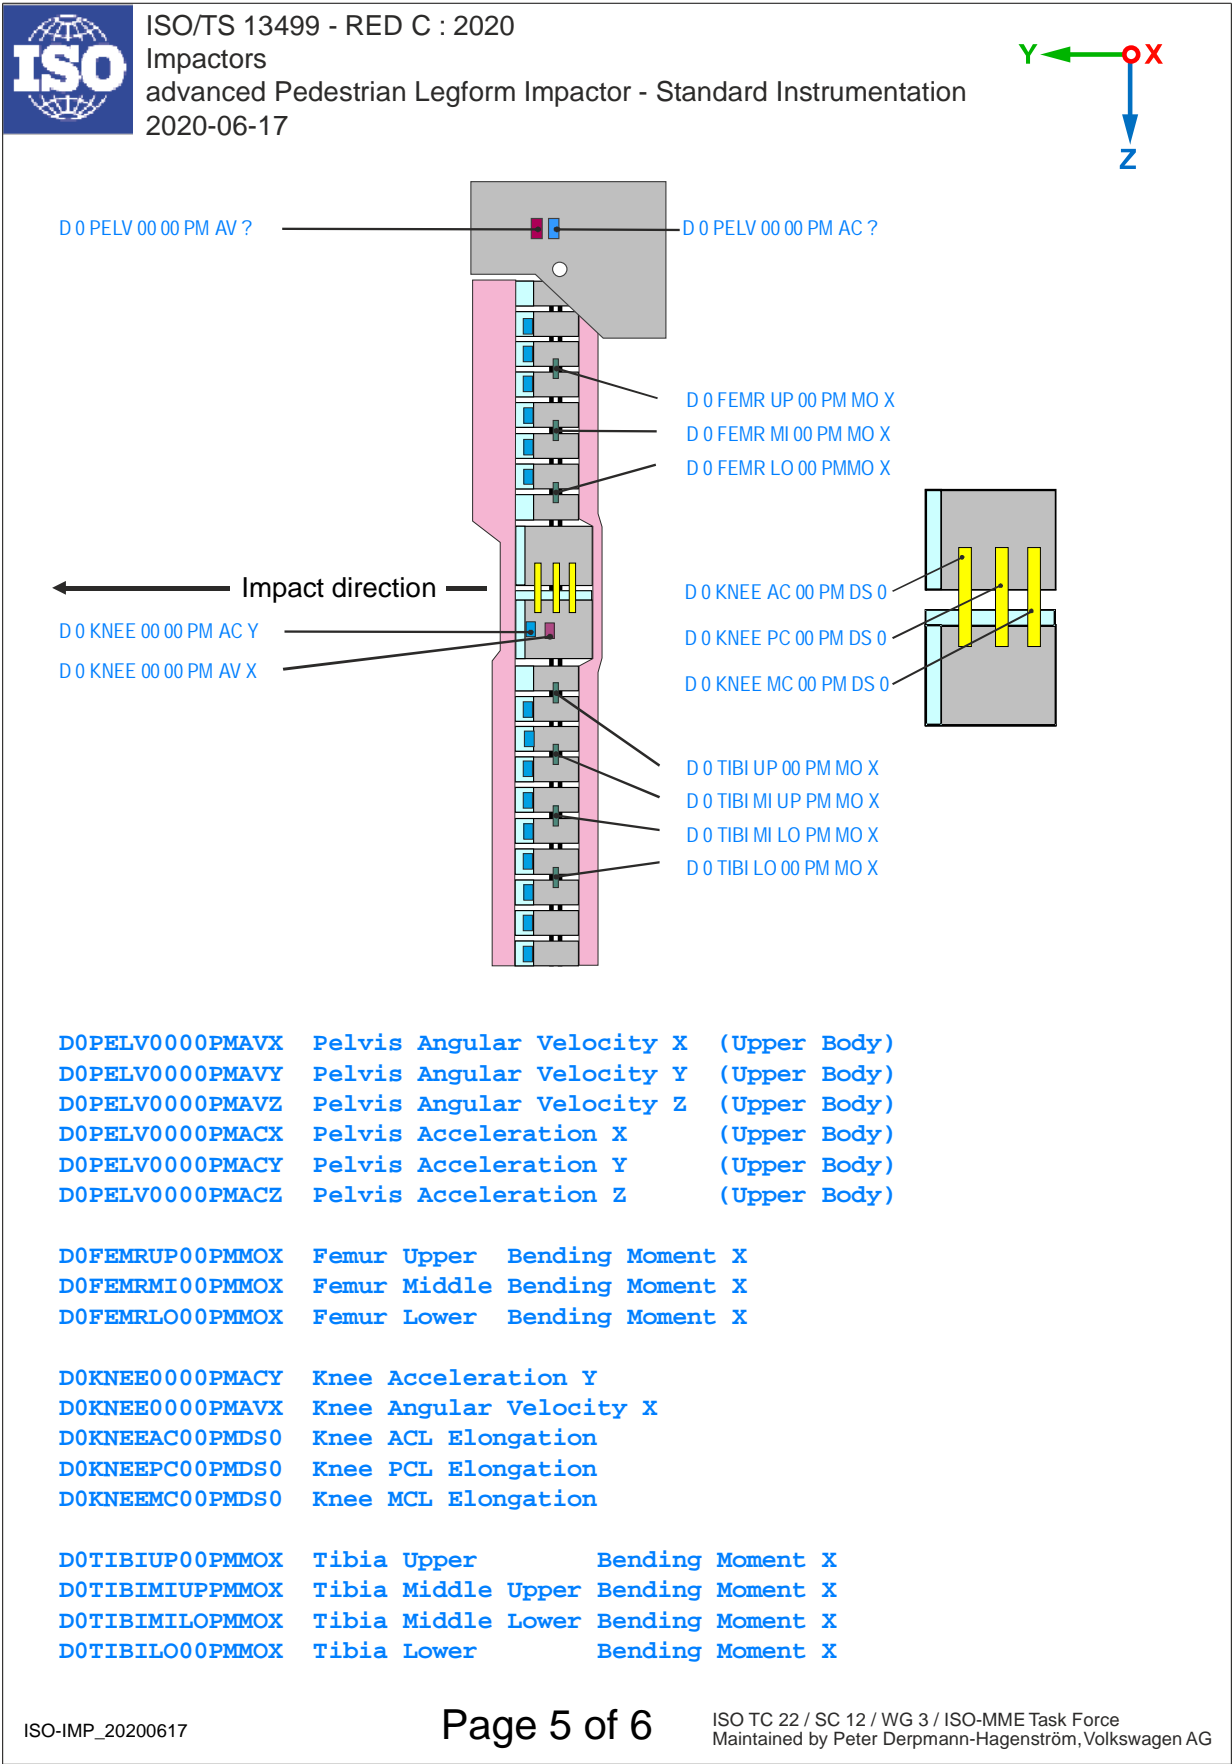 ISO
ISO/TS 13499 - RED C : 2020
Impactors
advanced Pedestrian Legform Impactor - Standard Instrumentation
2020-06-17
Y X
Z
D 0 PELV 00 00 PM AV ?
D 0 PELV 00 00 PM AC ?
D 0 FEMR UP 00 PM MO X
D 0 FEMR MI 00 PM MO X
D 0 FEMR LO 00 PMMO X
Impact direction
D 0 KNEE 00 00 PM AC Y
D 0 KNEE 00 00 PM AV X
D 0 KNEE AC 00 PM DS 0
D 0 KNEE PC 00 PM DS 0
D 0 KNEE MC 00 PM DS 0
D 0 TIBI UP 00 PM MO X
D 0 TIBI MI UP PM MO X
D 0 TIBI MI LO PM MO X
D 0 TIBI LO 00 PM MO X
D0PELV0000PMAVX Pelvis Angular Velocity X (Upper Body)
D0PELV0000PMAVY Pelvis Angular Velocity Y (Upper Body)
D0PELV0000PMAVZ Pelvis Angular Velocity Z (Upper Body)
D0PELV0000PMACX Pelvis Acceleration X (Upper Body)
D0PELV0000PMACY Pelvis Acceleration Y (Upper Body)
D0PELV0000PMACZ Pelvis Acceleration Z (Upper Body)
D0FEMRUP00PMMOX Femur Upper Bending Moment X
D0FEMRMI00PMMOX Femur Middle Bending Moment X
D0FEMRLO00PMMOX Femur Lower Bending Moment X
D0KNEE0000PMACY Knee Acceleration Y
D0KNEE0000PMAVX Knee Angular Velocity X
D0KNEEAC00PMDS0 Knee ACL Elongation
D0KNEEPC00PMDS0 Knee PCL Elongation
D0KNEEMC00PMDS0 Knee MCL Elongation
D0TIBIUP00PMMOX Tibia Upper Bending Moment X
D0TIBIMIUPPMMOX Tibia Middle Upper Bending Moment X
D0TIBIMILOPMMOX Tibia Middle Lower Bending Moment X
D0TIBILO00PMMOX Tibia Lower Bending Moment X
ISO-IMP_20200617
Page 5 of 6
ISO TC 22 / SC 12 / WG 3 / ISO-MME Task Force
Maintained by Peter Derpmann-Hagenström, Volkswagen AG